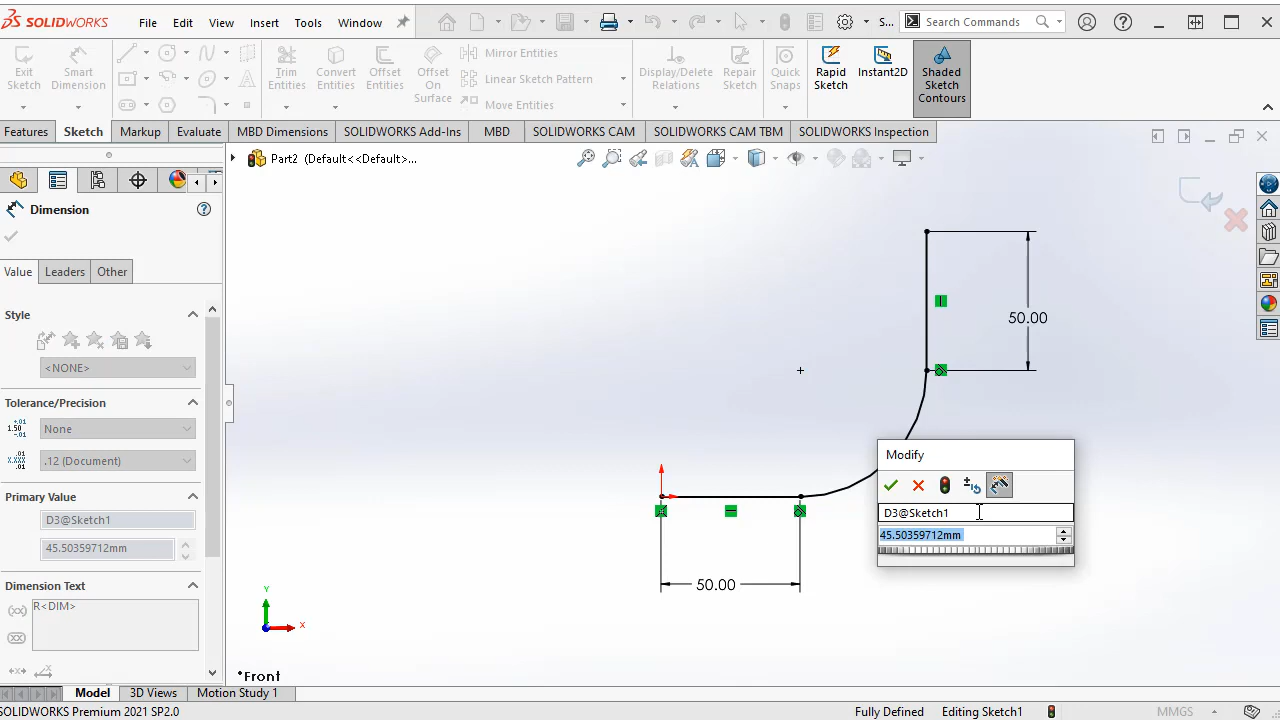 SOLIDWORKS File Edit View Insert Tools Window S... Search Commands
Exit Sketch
Smart Dimension
Trim Entities
Convert Entities
Offset Entities
Offset On Surface
Mirror Entities
Linear Sketch Pattern
Move Entities
Display/Delete Relations
Repair Sketch
Quick Snaps
Rapid Sketch
Instant2D
Shaded Sketch Contours
Features Sketch Markup Evaluate MBD Dimensions SOLIDWORKS Add-Ins MBD SOLIDWORKS CAM SOLIDWORKS CAM TBM SOLIDWORKS Inspection
Part2 (Default<<Default>...
Dimension
Value Leaders Other
Style
<NONE>
Tolerance/Precision
None
.12 (Document)
Primary Value
D3@Sketch1
45.50359712mm
Dimension Text
R<DIM>
50.00
50.00
Modify
D3@Sketch1
45.50359712mm
Y
X
*Front
Model 3D Views Motion Study 1
SOLIDWORKS Premium 2021 SP2.0 Fully Defined Editing Sketch1 MMGS